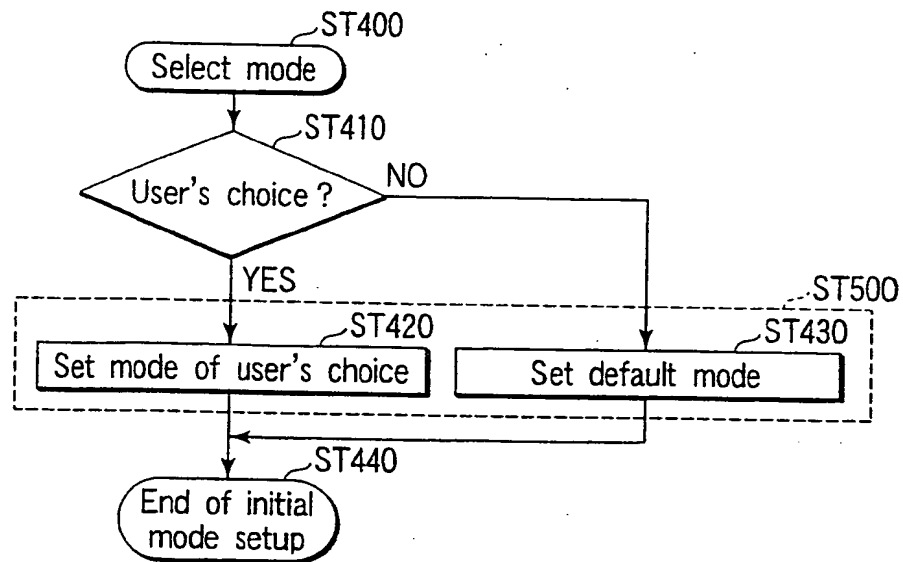 ST400
Select mode
ST410
User's choice ?
NO
YES
ST500
ST420
ST430
Set mode of user's choice
Set default mode
ST440
End of initial
mode setup